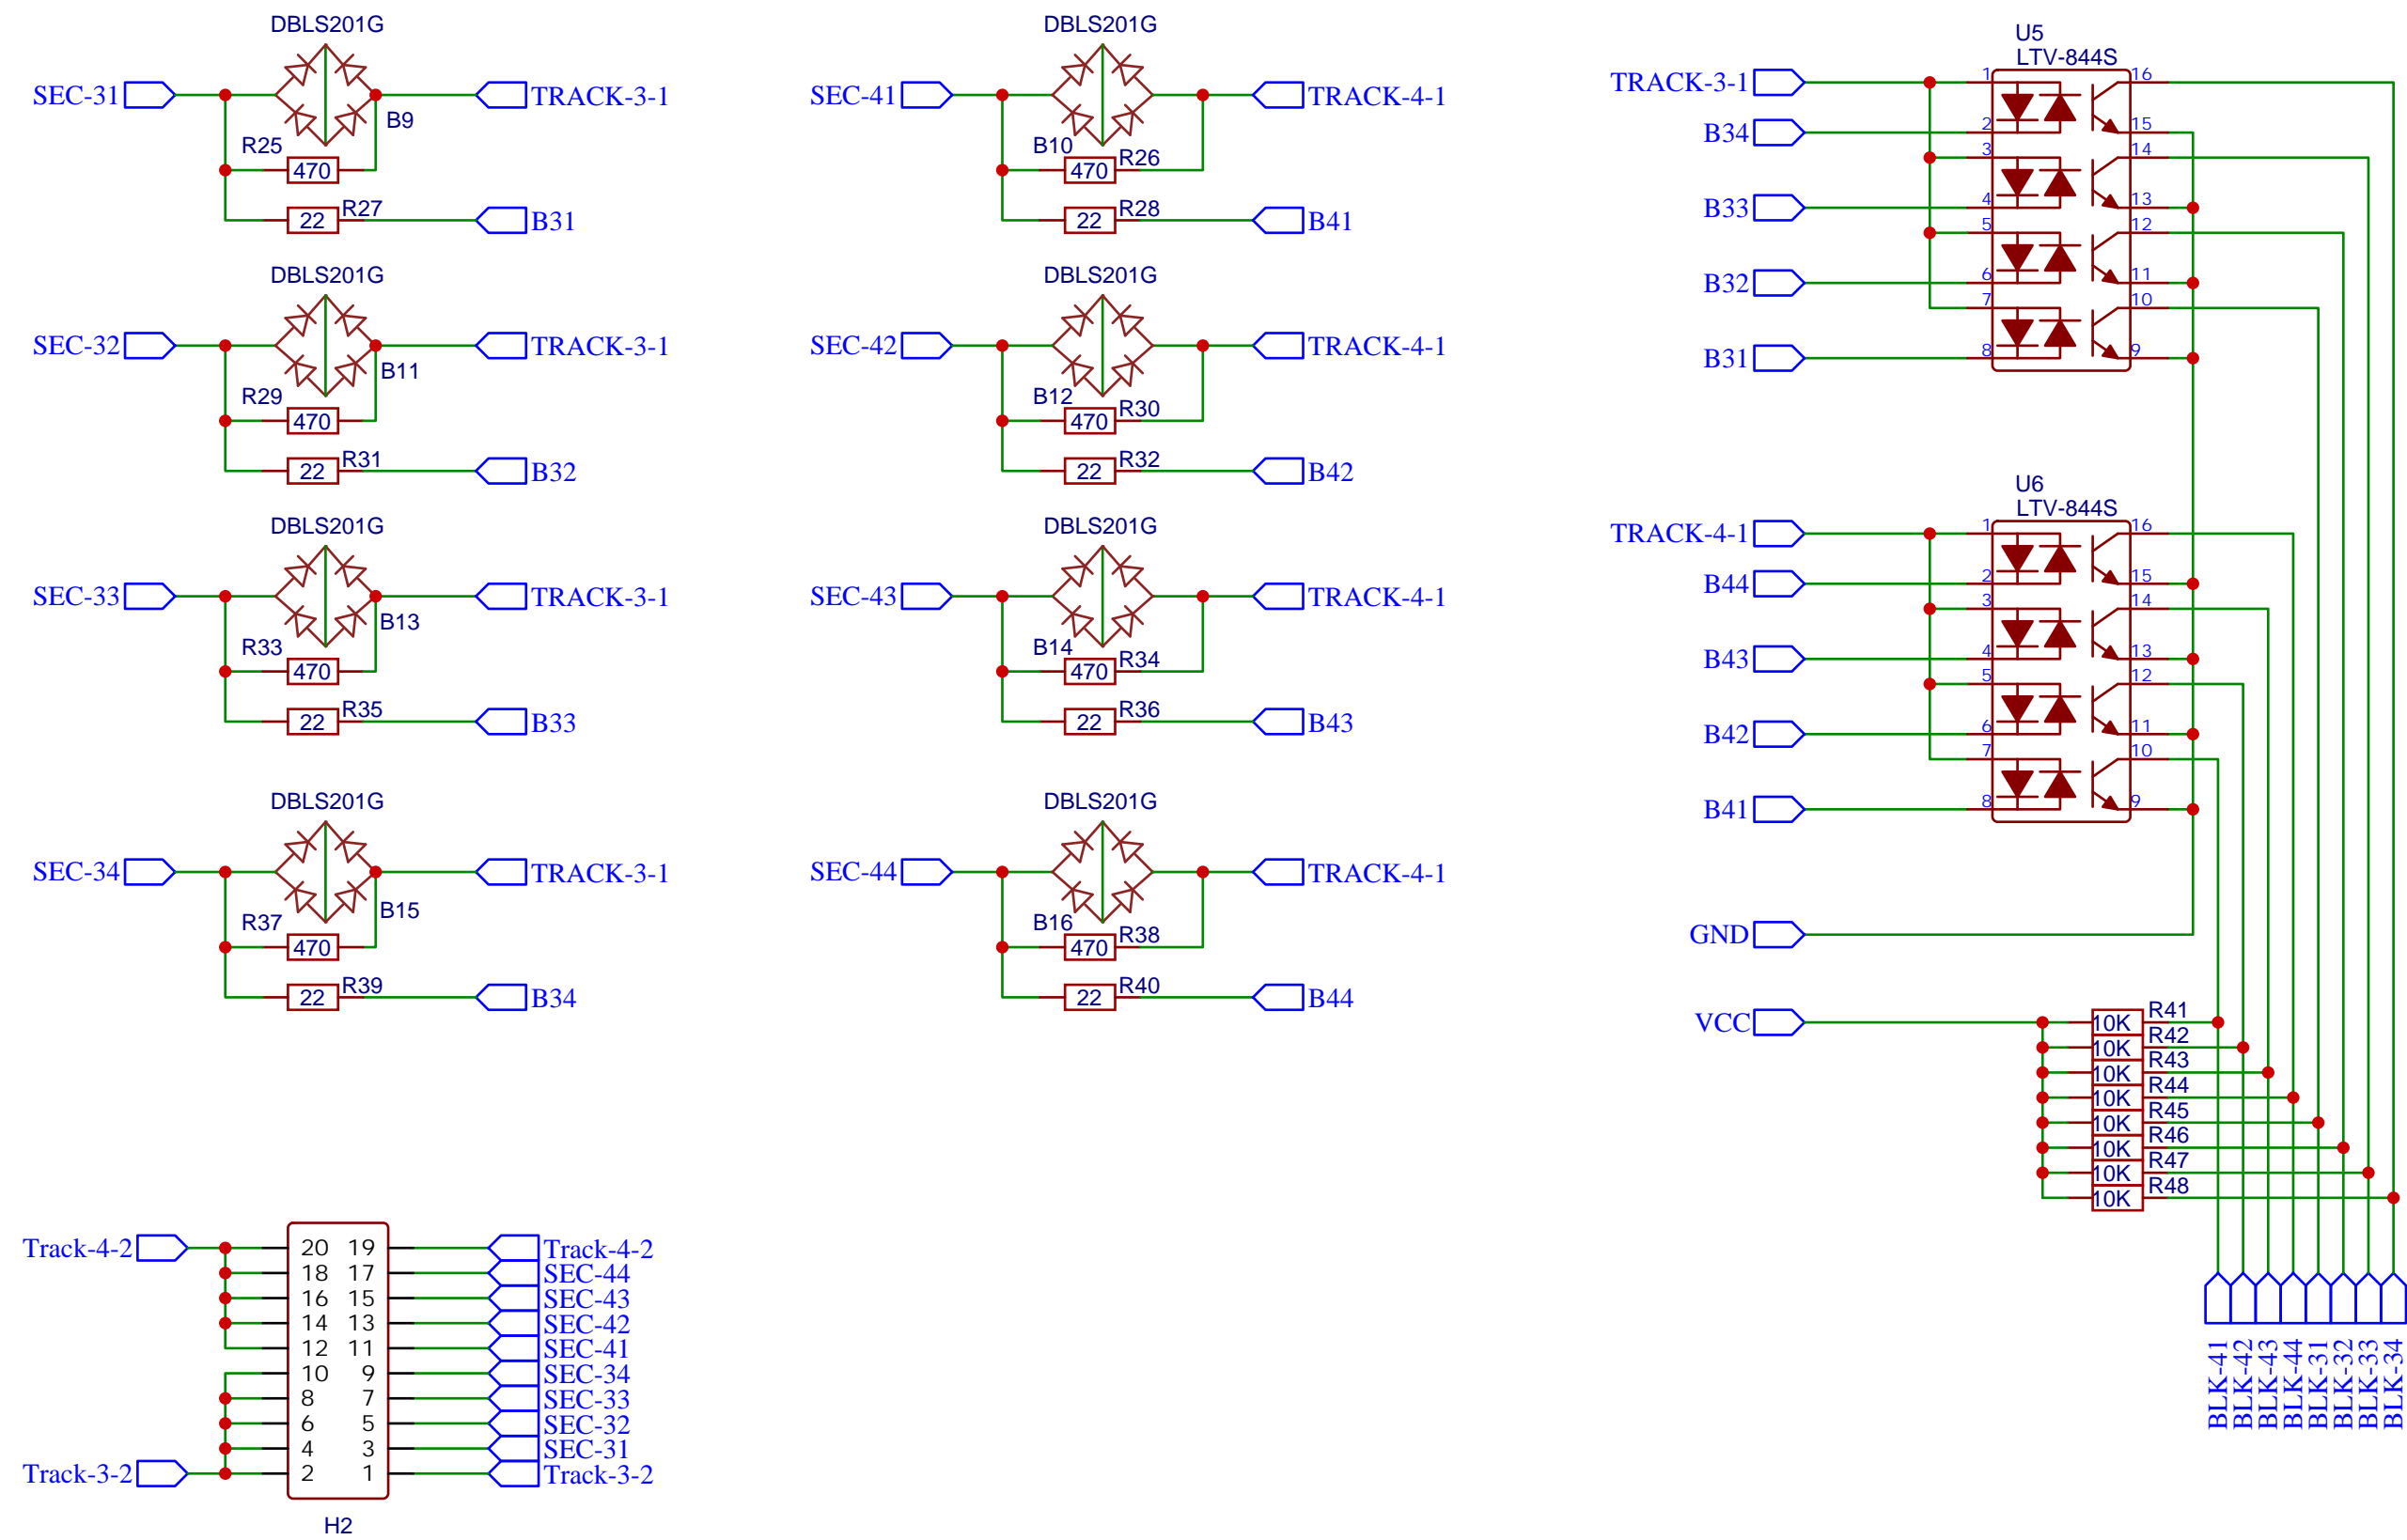 DBLS201G
SEC-31
TRACK-3-1
B9
R25
470
22
R27
B31
DBLS201G
SEC-32
TRACK-3-1
B11
R29
470
22
R31
B32
DBLS201G
SEC-33
TRACK-3-1
B13
R33
470
22
R35
B33
DBLS201G
SEC-34
TRACK-3-1
B15
R37
470
22
R39
B34
DBLS201G
SEC-41
TRACK-4-1
B10
470
R26
22
R28
B41
DBLS201G
SEC-42
TRACK-4-1
B12
470
R30
22
R32
B42
DBLS201G
SEC-43
TRACK-4-1
B14
470
R34
22
R36
B43
DBLS201G
SEC-44
TRACK-4-1
B16
470
R38
22
R40
B44
U5
LTV-844S
TRACK-3-1
1
16
B34
2
15
3
14
B33
4
13
5
12
B32
6
11
7
10
B31
8
9
U6
LTV-844S
TRACK-4-1
1
16
B44
2
15
3
14
B43
4
13
5
12
B42
6
11
7
10
B41
8
9
GND
VCC
10K R41
10K R42
10K R43
10K R44
10K R45
10K R46
10K R47
10K R48
BLK-41
BLK-42
BLK-43
BLK-44
BLK-31
BLK-32
BLK-33
BLK-34
Track-4-2 20 19 Track-4-2
18 17 SEC-44
16 15 SEC-43
14 13 SEC-42
12 11 SEC-41
10 9 SEC-34
8 7 SEC-33
6 5 SEC-32
4 3 SEC-31
Track-3-2 2 1 Track-3-2
H2